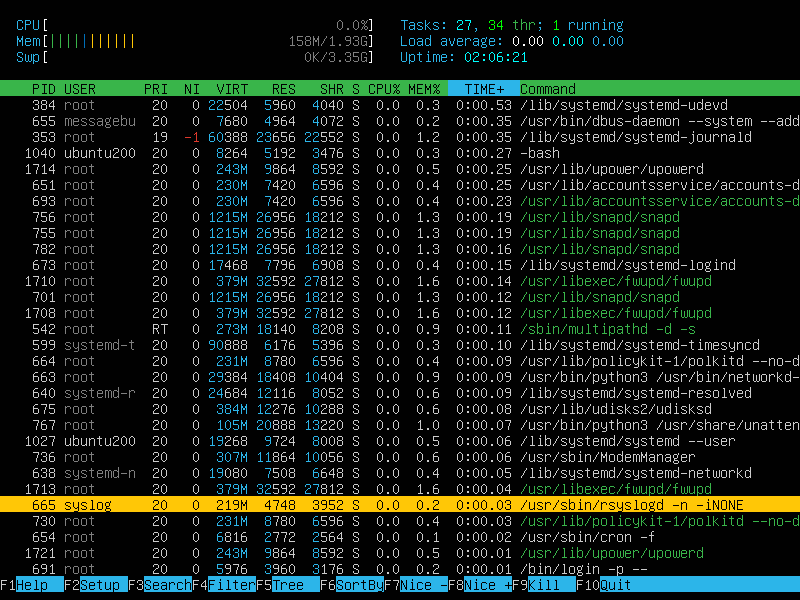 CPU[ 0.0%] Tasks: 27, 34 thr; 1 running
Mem[|||||||||||| 158M/1.93G] Load average: 0.00 0.00 0.00
Swp[ 0K/3.35G] Uptime: 02:06:21
PID USER PRI NI VIRT RES SHR S CPU% MEM% TIME+ Command
384 root 20 0 22504 5960 4040 S 0.0 0.3 0:00.53 /lib/systemd/systemd-udevd
655 messagebu 20 0 7680 4964 4072 S 0.0 0.2 0:00.35 /usr/bin/dbus-daemon --system --add
353 root 19 -1 60388 23656 22552 S 0.0 1.2 0:00.35 /lib/systemd/systemd-journald
1040 ubuntu200 20 0 8264 5192 3476 S 0.0 0.3 0:00.27 -bash
1714 root 20 0 243M 9864 8592 S 0.0 0.5 0:00.25 /usr/lib/upower/upowerd
651 root 20 0 230M 7420 6596 S 0.0 0.4 0:00.25 /usr/lib/accountsservice/accounts-d
693 root 20 0 230M 7420 6596 S 0.0 0.4 0:00.23 /usr/lib/accountsservice/accounts-d
756 root 20 0 1215M 26956 18212 S 0.0 1.3 0:00.19 /usr/lib/snapd/snapd
755 root 20 0 1215M 26956 18212 S 0.0 1.3 0:00.19 /usr/lib/snapd/snapd
782 root 20 0 1215M 26956 18212 S 0.0 1.3 0:00.16 /usr/lib/snapd/snapd
673 root 20 0 17468 7796 6908 S 0.0 0.4 0:00.15 /lib/systemd/systemd-logind
1710 root 20 0 379M 32592 27812 S 0.0 1.6 0:00.14 /usr/libexec/fwupd/fwupd
701 root 20 0 1215M 26956 18212 S 0.0 1.3 0:00.12 /usr/lib/snapd/snapd
1708 root 20 0 379M 32592 27812 S 0.0 1.6 0:00.12 /usr/libexec/fwupd/fwupd
542 root RT 0 273M 18140 8208 S 0.0 0.9 0:00.11 /sbin/multipathd -d -s
599 systemd-t 20 0 90888 6176 5396 S 0.0 0.3 0:00.10 /lib/systemd/systemd-timesyncd
664 root 20 0 231M 8780 6596 S 0.0 0.4 0:00.09 /usr/lib/policykit-1/polkitd --no-d
663 root 20 0 29384 18408 10404 S 0.0 0.9 0:00.09 /usr/bin/python3 /usr/bin/networkd-
640 systemd-r 20 0 24684 12116 8052 S 0.0 0.6 0:00.09 /lib/systemd/systemd-resolved
675 root 20 0 384M 12276 10288 S 0.0 0.6 0:00.08 /usr/lib/udisks2/udisksd
767 root 20 0 105M 20888 13220 S 0.0 1.0 0:00.07 /usr/bin/python3 /usr/share/unatten
1027 ubuntu200 20 0 19268 9724 8008 S 0.0 0.5 0:00.06 /lib/systemd/systemd --user
736 root 20 0 307M 11864 10056 S 0.0 0.6 0:00.06 /usr/sbin/ModemManager
638 systemd-n 20 0 19080 7508 6648 S 0.0 0.4 0:00.05 /lib/systemd/systemd-networkd
1713 root 20 0 379M 32592 27812 S 0.0 1.6 0:00.04 /usr/libexec/fwupd/fwupd
665 syslog 20 0 219M 4748 3952 S 0.0 0.2 0:00.03 /usr/sbin/rsyslogd -n -iNONE
730 root 20 0 231M 8780 6596 S 0.0 0.4 0:00.03 /usr/lib/policykit-1/polkitd --no-d
654 root 20 0 6816 2772 2564 S 0.0 0.1 0:00.02 /usr/sbin/cron -f
1721 root 20 0 243M 9864 8592 S 0.0 0.5 0:00.01 /usr/lib/upower/upowerd
691 root 20 0 5976 3960 3176 S 0.0 0.2 0:00.01 /bin/login -p --
F1Help F2Setup F3SearchF4FilterF5Tree F6SortByF7Nice -F8Nice +F9Kill F10Quit